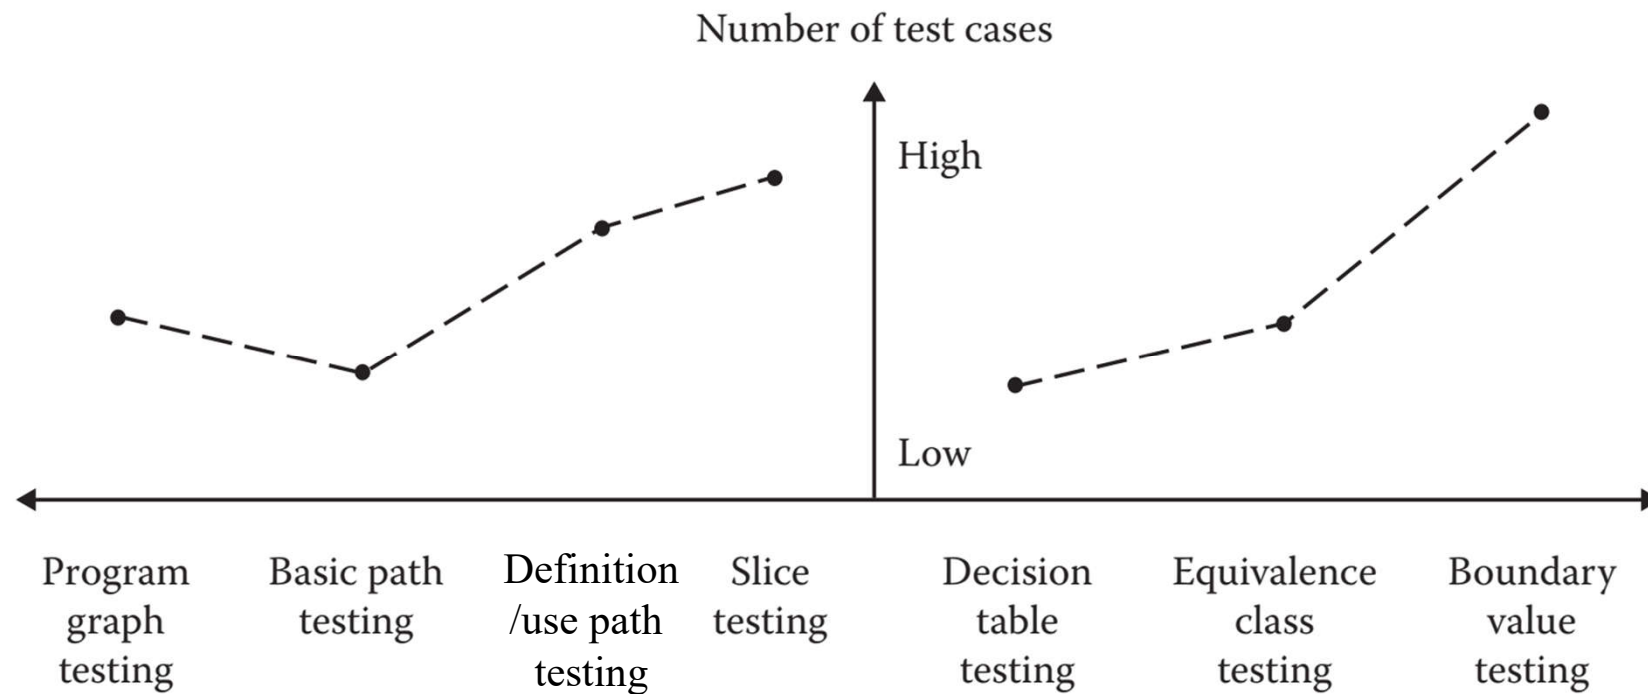 Number of test cases
High
Low
Program
graph
testing
Basic path
testing
Definition
/use path
testing
Slice
testing
Decision
table
testing
Equivalence
class
testing
Boundary
value
testing